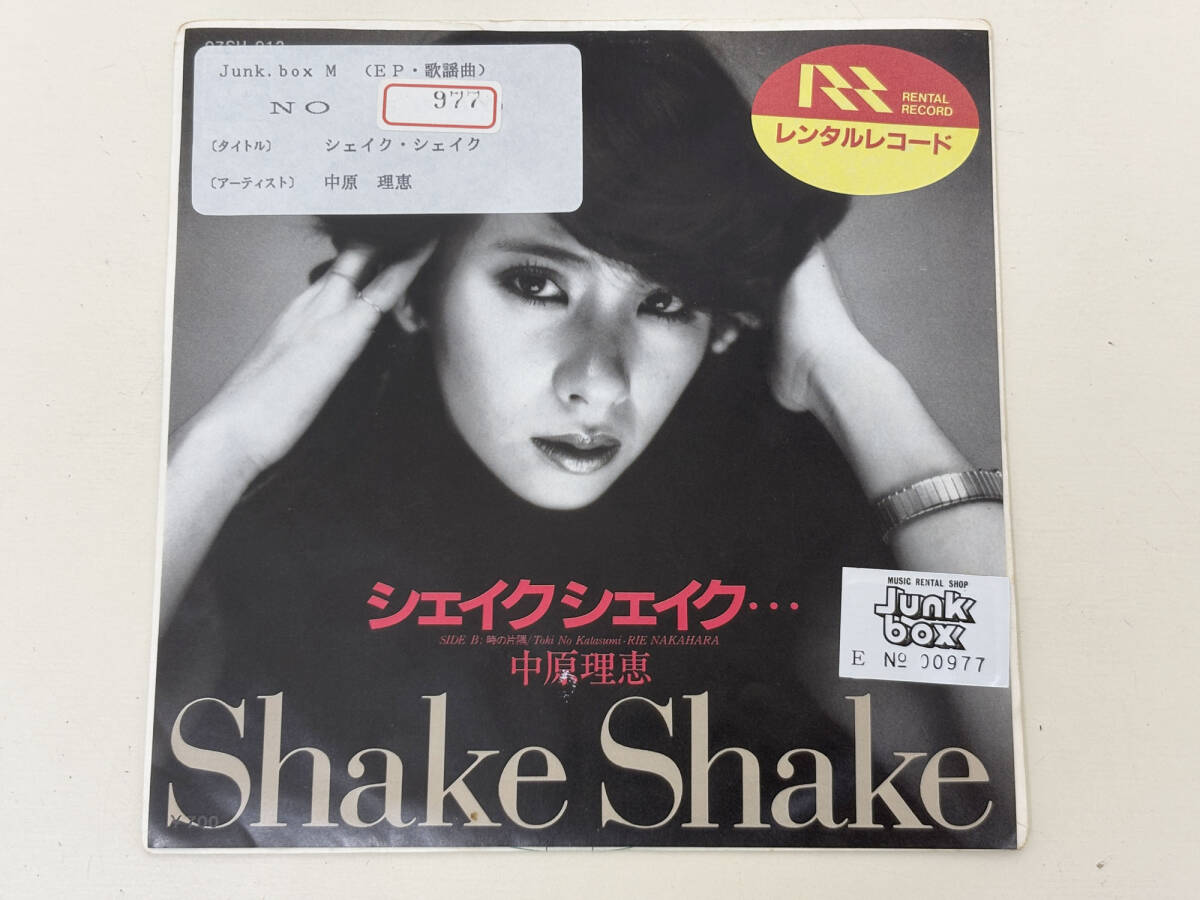 Junk.box M （EP・歌謡曲）
NO 977
〔タイトル〕 シェイク・シェイク
〔アーティスト〕 中原 理恵
RENTAL
RECORD
レンタルレコード
シェイクシェイク・・・
SIDE B: 時の片隅/Toki No Katasumi・RIE NAKAHARA
中原理恵
MUSIC RENTAL SHOP
Junk
box
E № 00977
Shake Shake
¥700